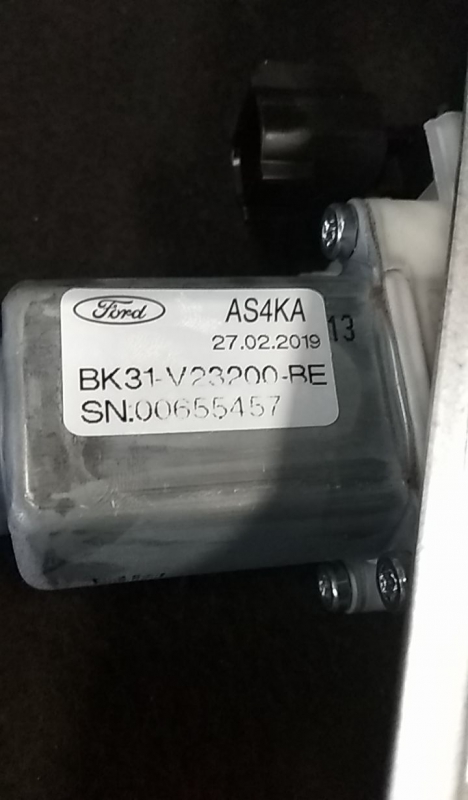 Ford AS4KA
27.02.2019 13
BK31-V23200-BE
SN:00655457